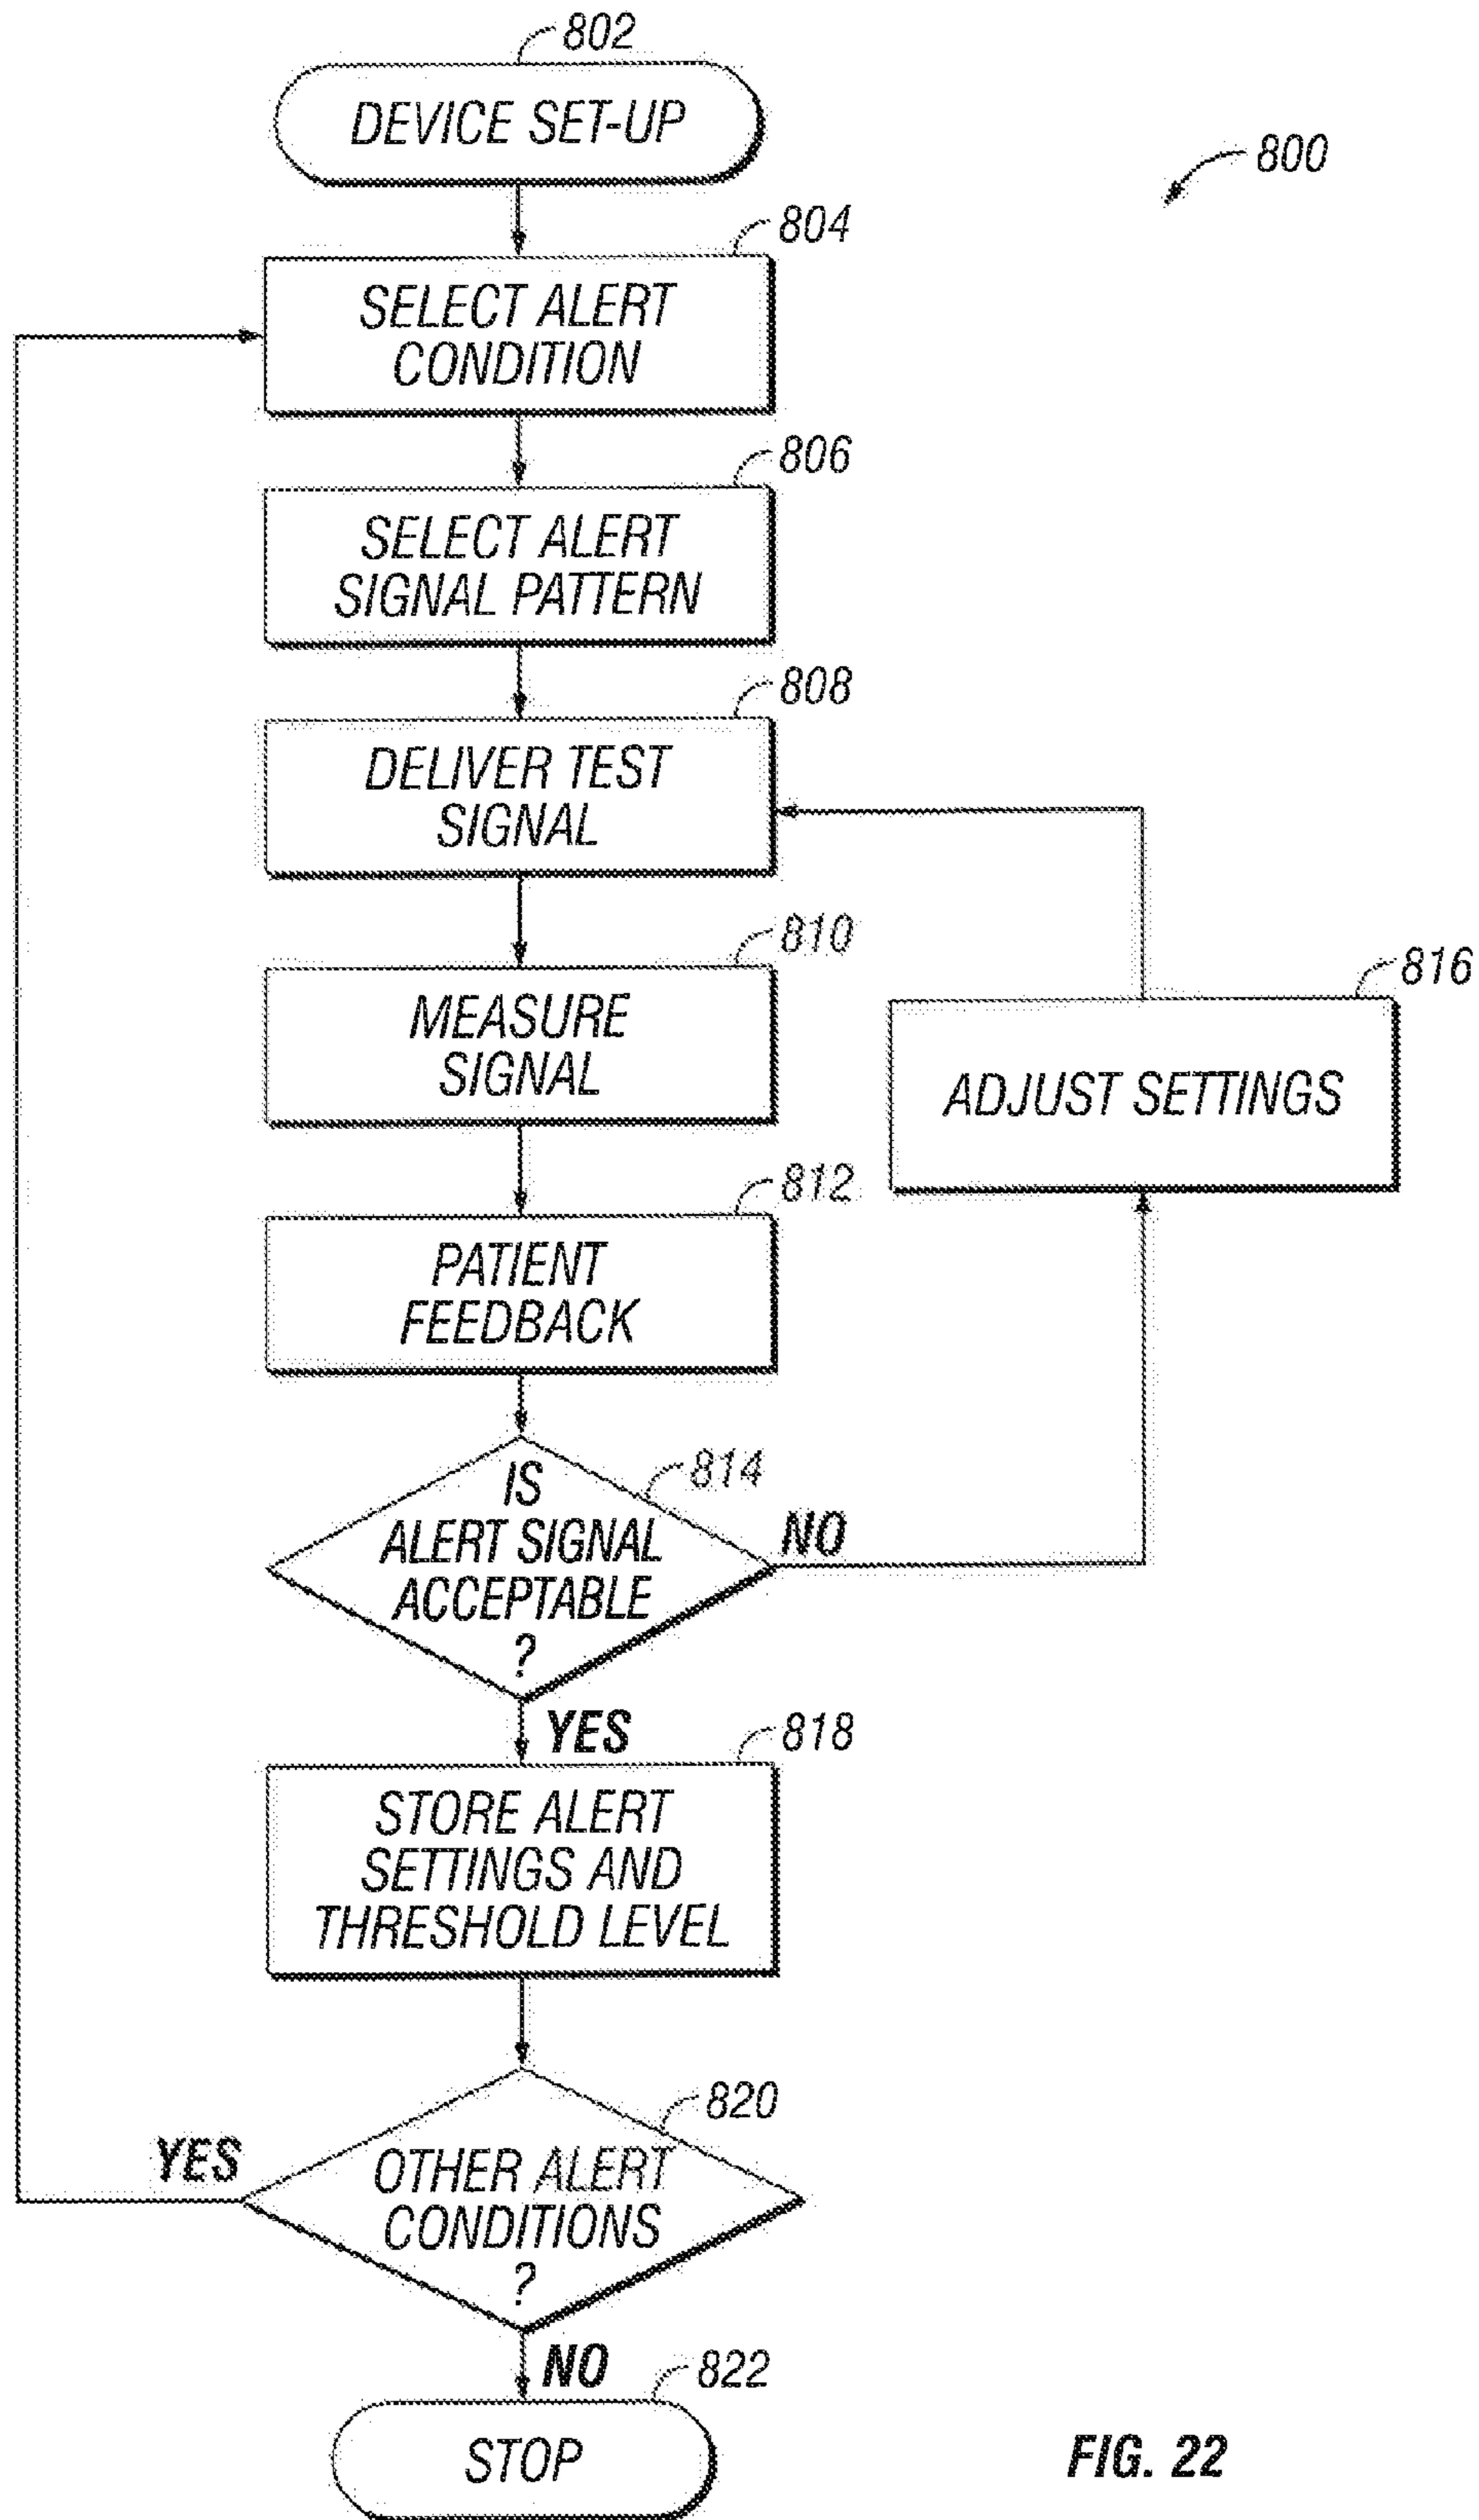 802
DEVICE SET-UP
800
804
SELECT ALERT
CONDITION
806
SELECT ALERT
SIGNAL PATTERN
808
DELIVER TEST
SIGNAL
810
MEASURE
SIGNAL
816
ADJUST SETTINGS
812
PATIENT
FEEDBACK
814
IS
ALERT SIGNAL
ACCEPTABLE
?
NO
YES
818
STORE ALERT
SETTINGS AND
THRESHOLD LEVEL
820
YES
OTHER ALERT
CONDITIONS
?
NO
822
STOP
FIG. 22